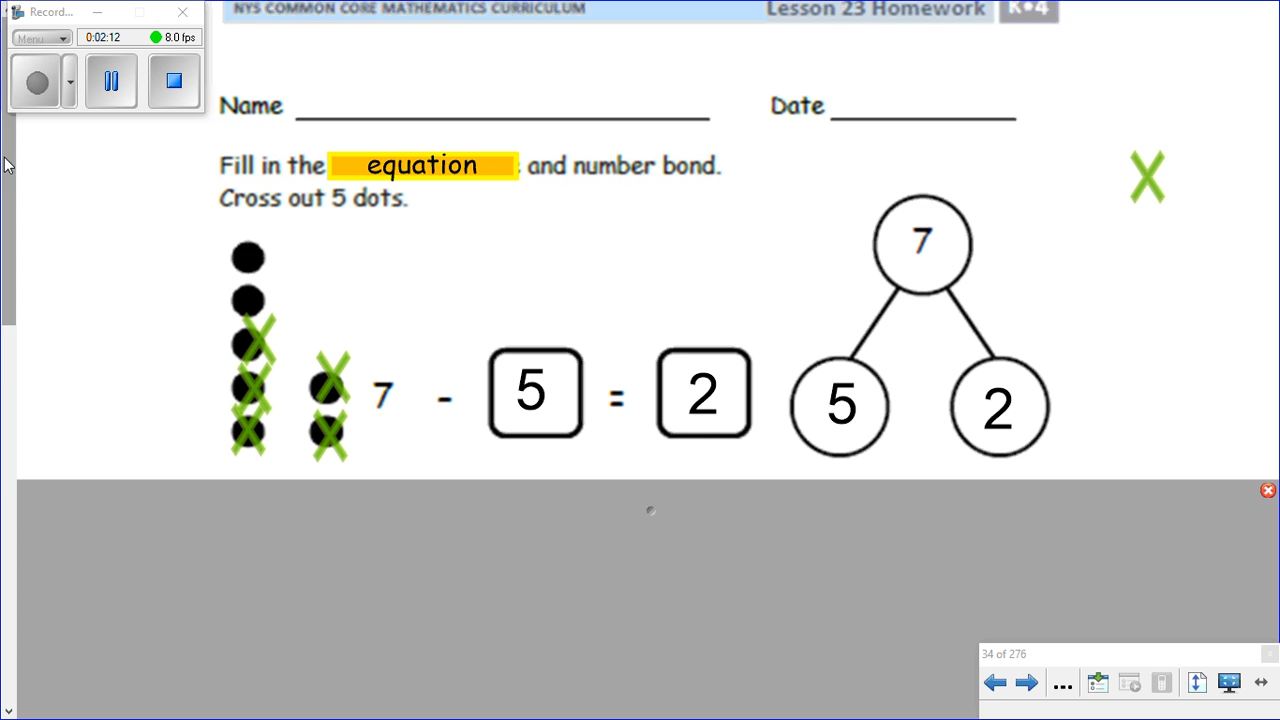 Record...
Menu
0:02:12
8.0 fps
NYS COMMON CORE MATHEMATICS CURRICULUM
Lesson 23 Homework
K•4
Name
Date
Fill in the equation and number bond.
Cross out 5 dots.
7
7 - 5 = 2
5
2
34 of 276